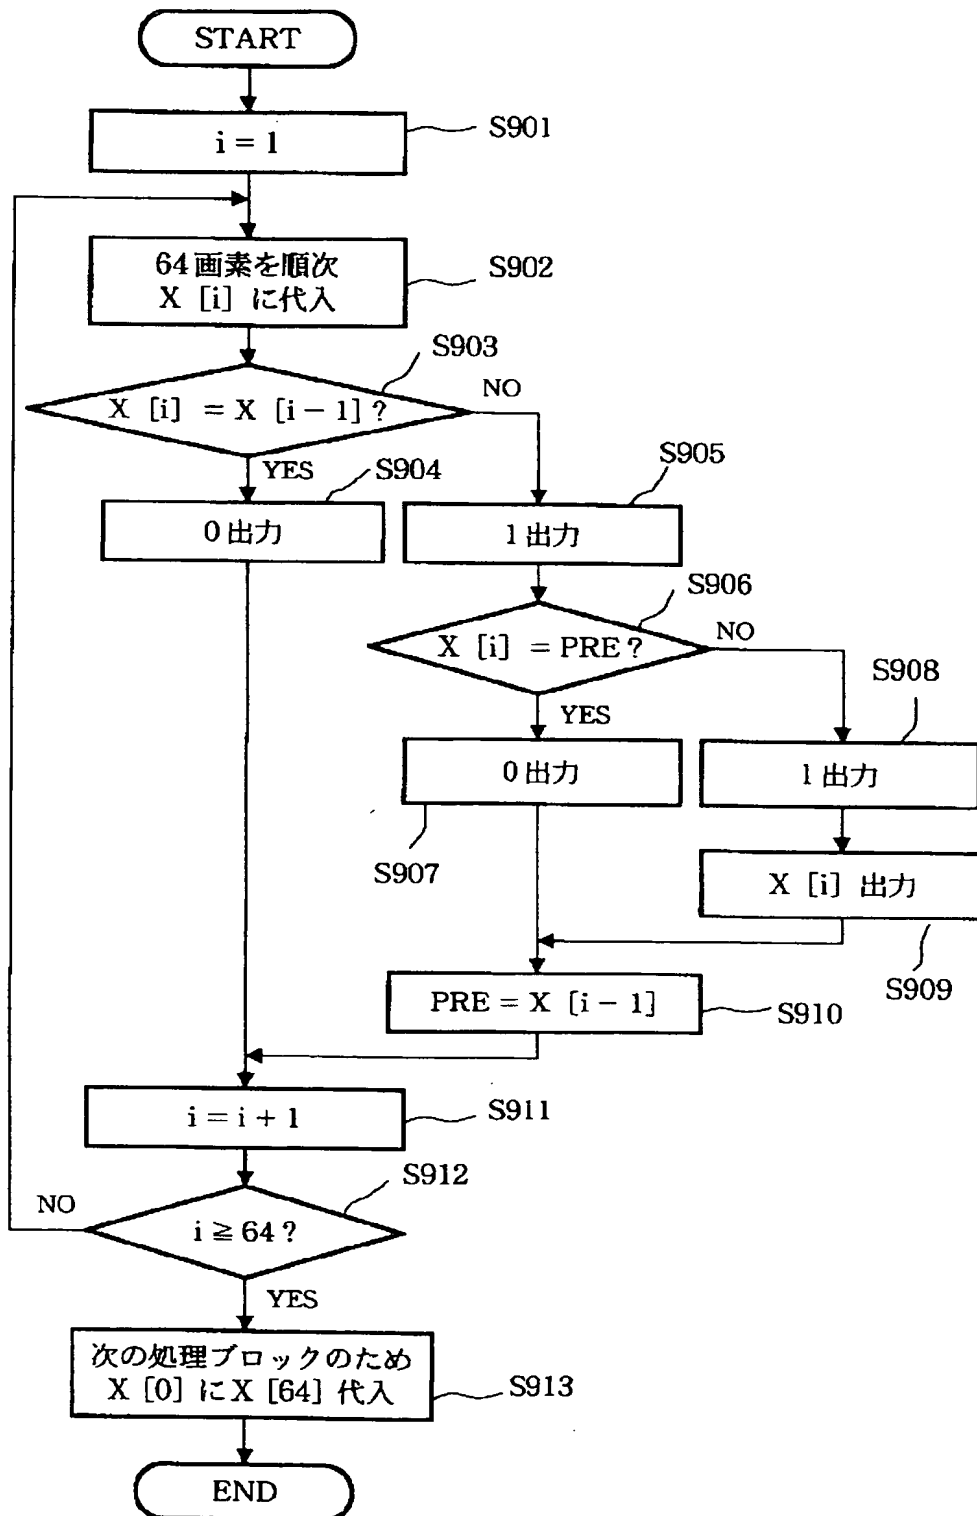 START
i = 1
S901
64画素を順次
X [i] に代入
S902
S903
X [i] = X [i − 1] ?
NO
YES
S904
S905
0出力
1出力
S906
X [i] = PRE ?
NO
S908
YES
0出力
1出力
S907
X [i] 出力
S909
PRE = X [i − 1]
S910
i = i + 1
S911
S912
NO
i ≧ 64 ?
YES
次の処理ブロックのため
X [0] に X [64] 代入
S913
END